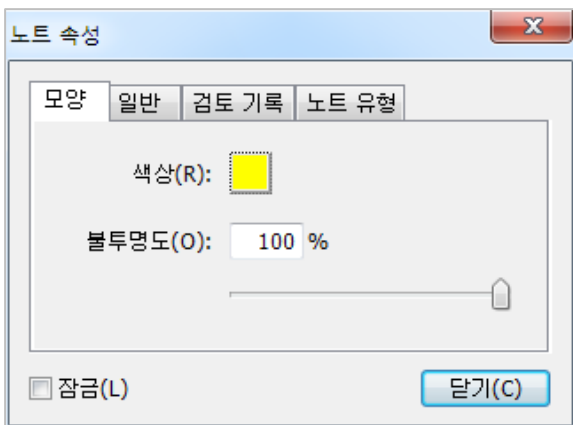 노트 속성
모양 일반 검토 기록 노트 유형
색상(R):
불투명도(O): 100 %
잠금(L) 닫기(C)